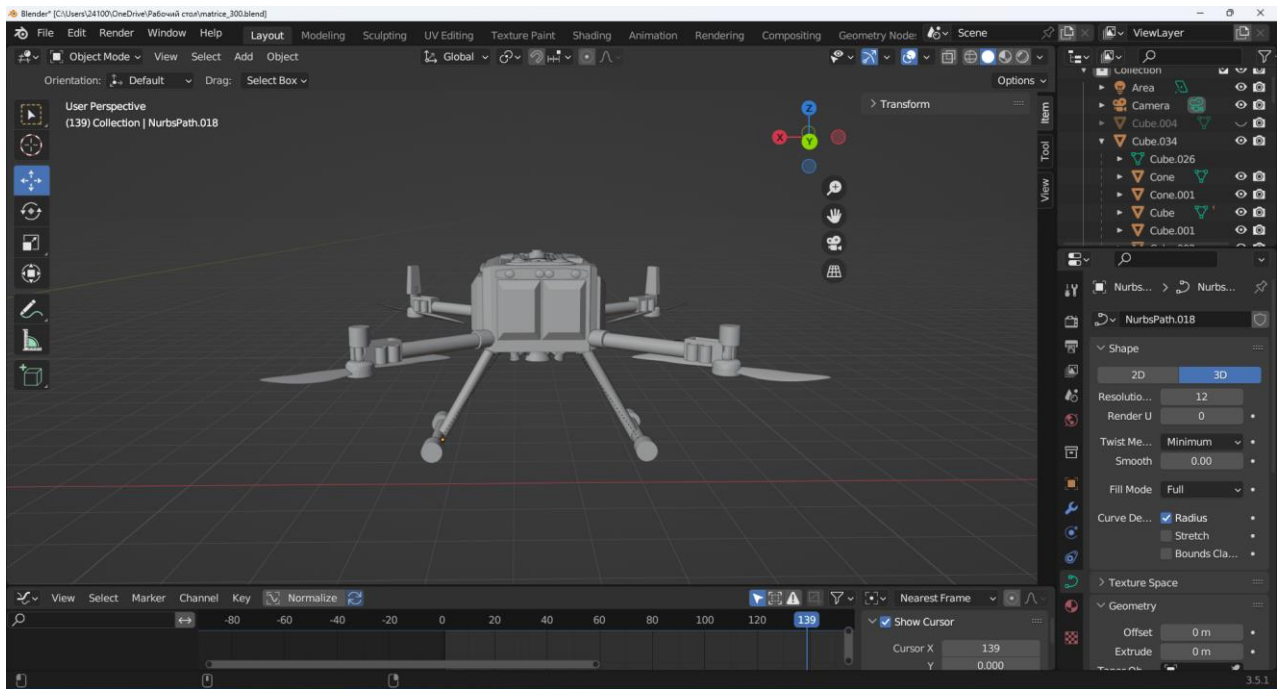 Blender* [C:\Users\24100\OneDrive\Рабочий стол\matrice_300.blend]
File Edit Render Window Help Layout Modeling Sculpting UV Editing Texture Paint Shading Animation Rendering Compositing Geometry Node Scene ViewLayer
Object Mode View Select Add Object Global
Orientation: Default Drag: Select Box Options
User Perspective
(139) Collection | NurbsPath.018
Z
X
Y
Transform
Item
Tool
View
Collection
Area
Camera
Cube.004
Cube.034
Cube.026
Cone
Cone.001
Cube
Cube.001
Nurbs... > Nurbs...
NurbsPath.018
Shape
2D 3D
Resolutio... 12
Render U 0
Twist Me... Minimum
Smooth 0.00
Fill Mode Full
Curve De... Radius
Stretch
Bounds Cla...
Texture Space
Geometry
Offset 0 m
Extrude 0 m
View Select Marker Channel Key Normalize Nearest Frame
-80 -60 -40 -20 0 20 40 60 80 100 120 139
Show Cursor
Cursor X 139
Y 0.000
3.5.1